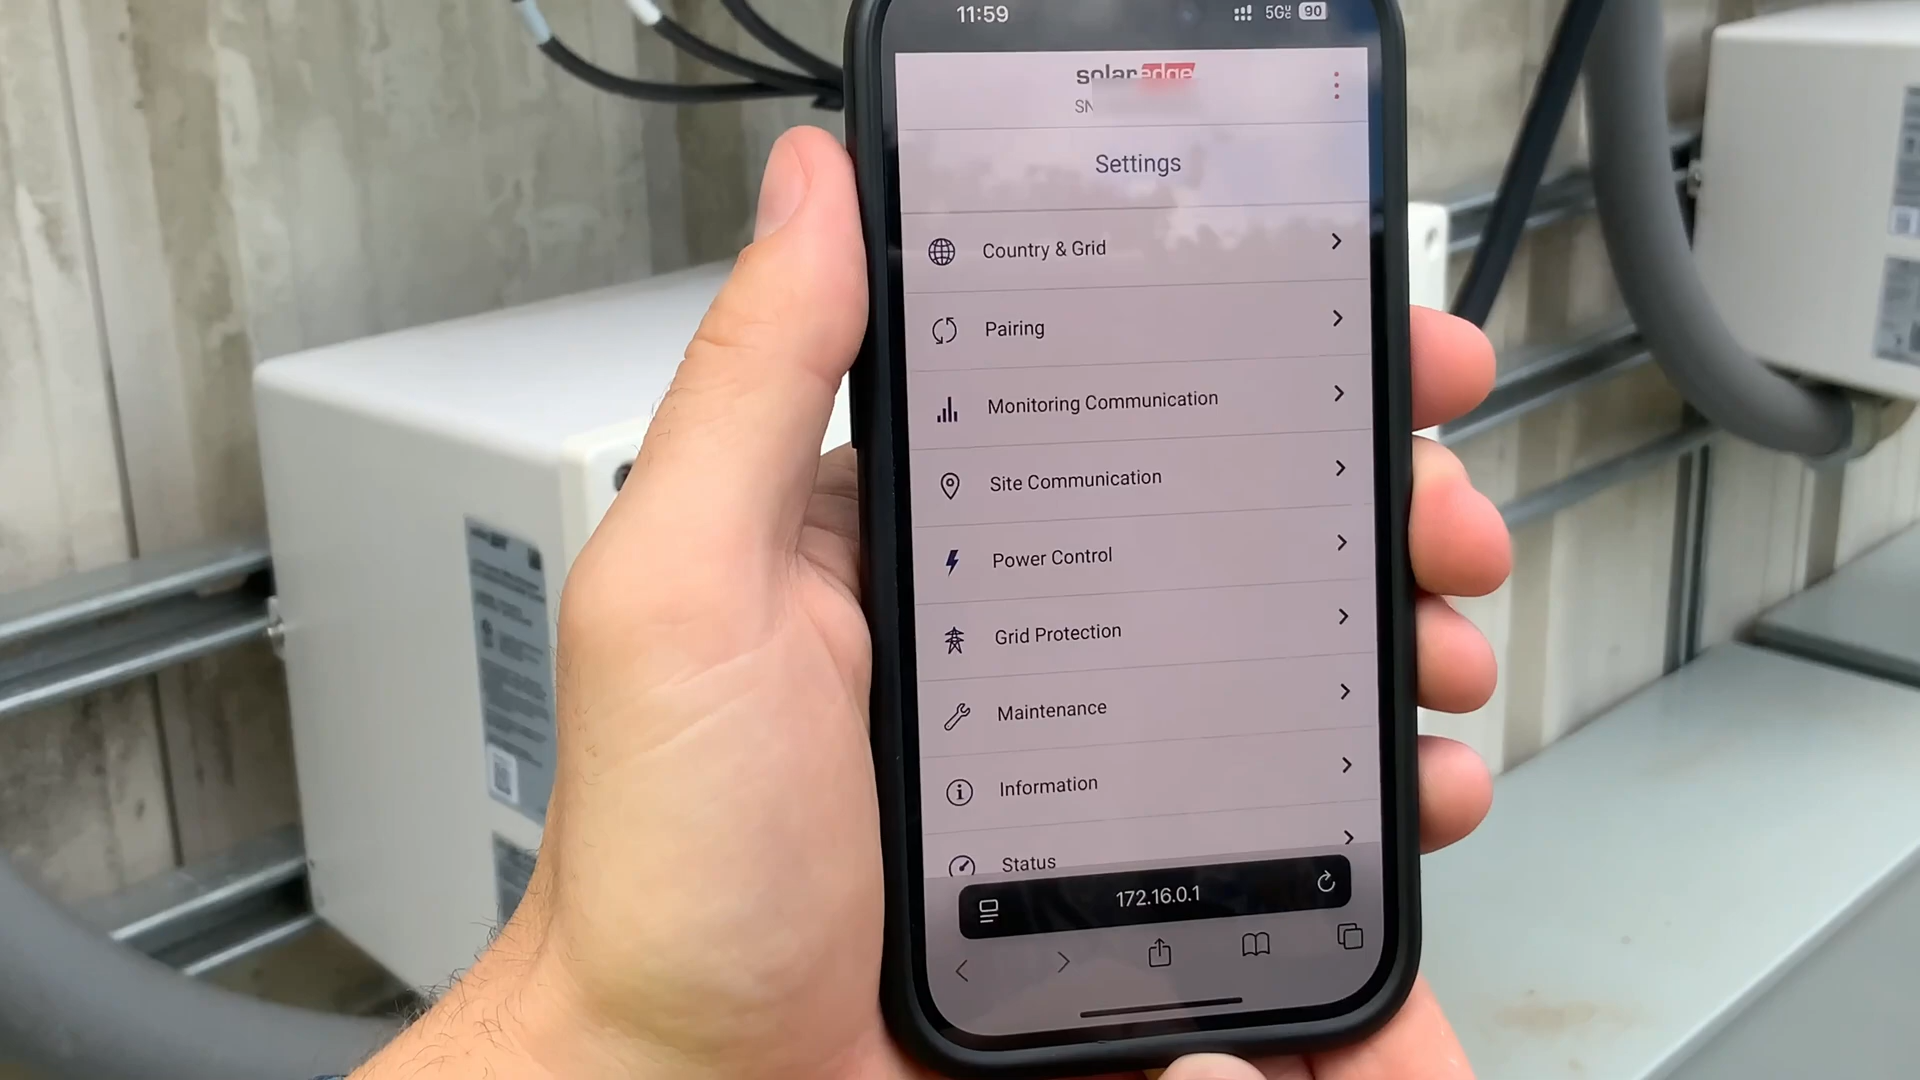 11:59
5G 90
solaredge
SN
Settings
Country & Grid
Pairing
Monitoring Communication
Site Communication
Power Control
Grid Protection
Maintenance
Information
Status
172.16.0.1